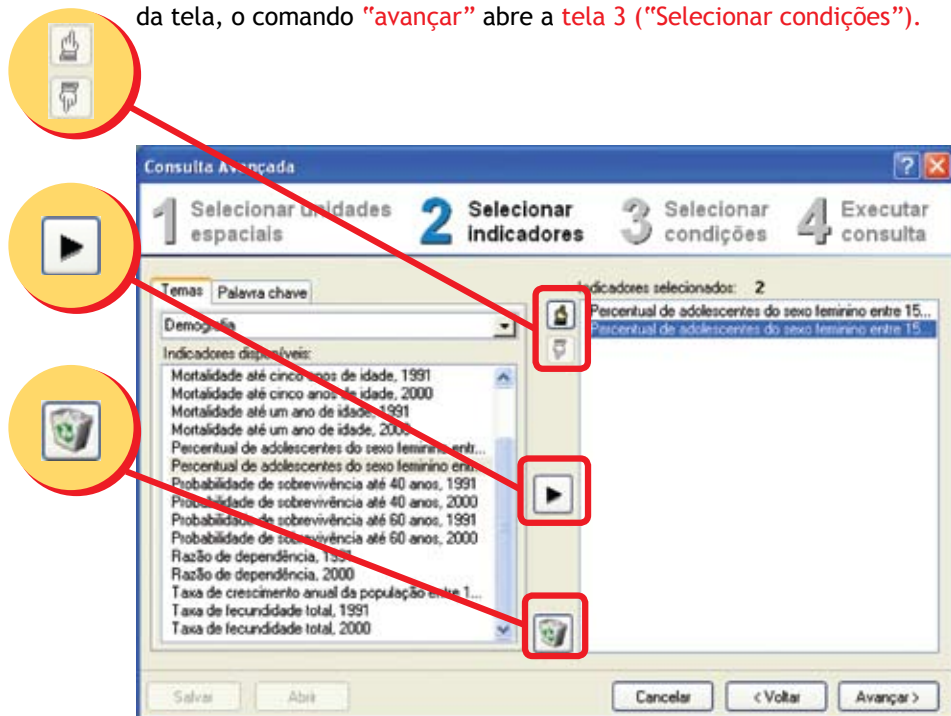 da tela, o comando “avançar” abre a tela 3 (“Selecionar condições”).
Consulta Avançada
1 Selecionar unidades espaciais
2 Selecionar indicadores
3 Selecionar condições
4 Executar consulta
Temas
Palavra chave
Demografia
Indicadores disponíveis:
Mortalidade até cinco anos de idade, 1991
Mortalidade até cinco anos de idade, 2000
Mortalidade até um ano de idade, 1991
Mortalidade até um ano de idade, 2000
Percentual de adolescentes do sexo feminino entr...
Percentual de adolescentes do sexo feminino entr...
Probabilidade de sobrevivência até 40 anos, 1991
Probabilidade de sobrevivência até 40 anos, 2000
Probabilidade de sobrevivência até 60 anos, 1991
Probabilidade de sobrevivência até 60 anos, 2000
Razão de dependência, 1991
Razão de dependência, 2000
Taxa de crescimento anual da população entre 1...
Taxa de fecundidade total, 1991
Taxa de fecundidade total, 2000
Indicadores selecionados: 2
Percentual de adolescentes do sexo feminino entre 15...
Percentual de adolescentes do sexo feminino entre 15...
Salvar
Abrir
Cancelar
< Voltar
Avançar >